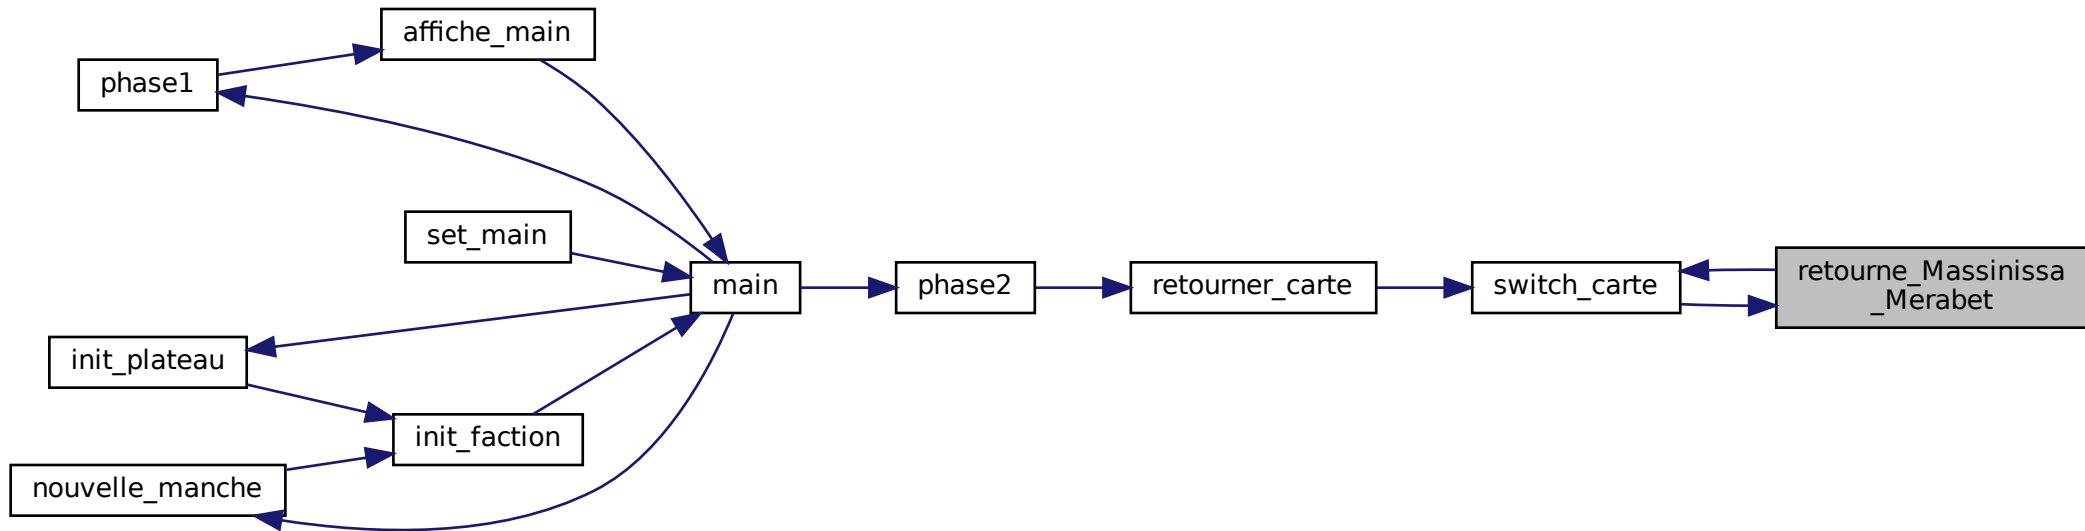 affiche_main
phase1
set_main
main
phase2
retourner_carte
switch_carte
retourne_Massinissa
_Merabet
init_plateau
init_faction
nouvelle_manche